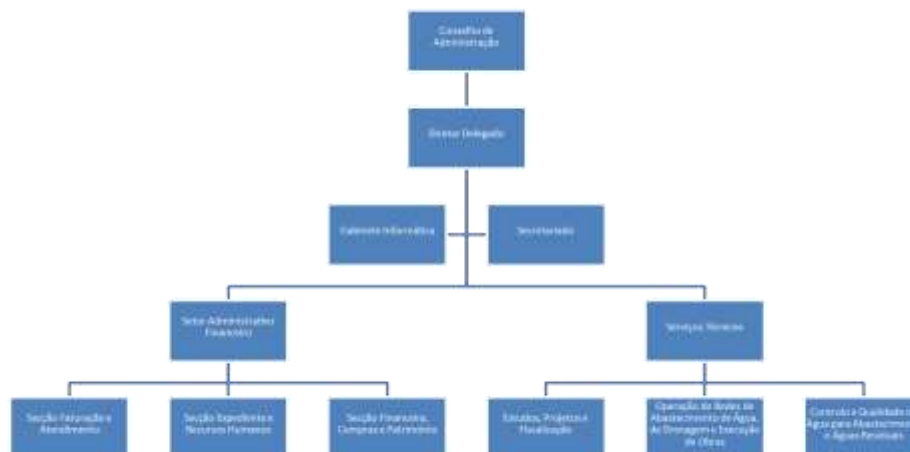 Conselho de
Administração
Diretor Delegado
Gabinete Informática
Secretariado
Setor Administrativo
Financeiro
Serviços Técnicos
Secção Faturação e
Atendimento
Secção Expediente e
Recursos Humanos
Secção Financeira,
Compras e Património
Estudos, Projetos e
Fiscalização
Operação de Redes de
Abastecimento de Água,
de Drenagem e Execução
de Obras
Controlo e Qualidade
Água para Abastecimen
e Águas Residuais